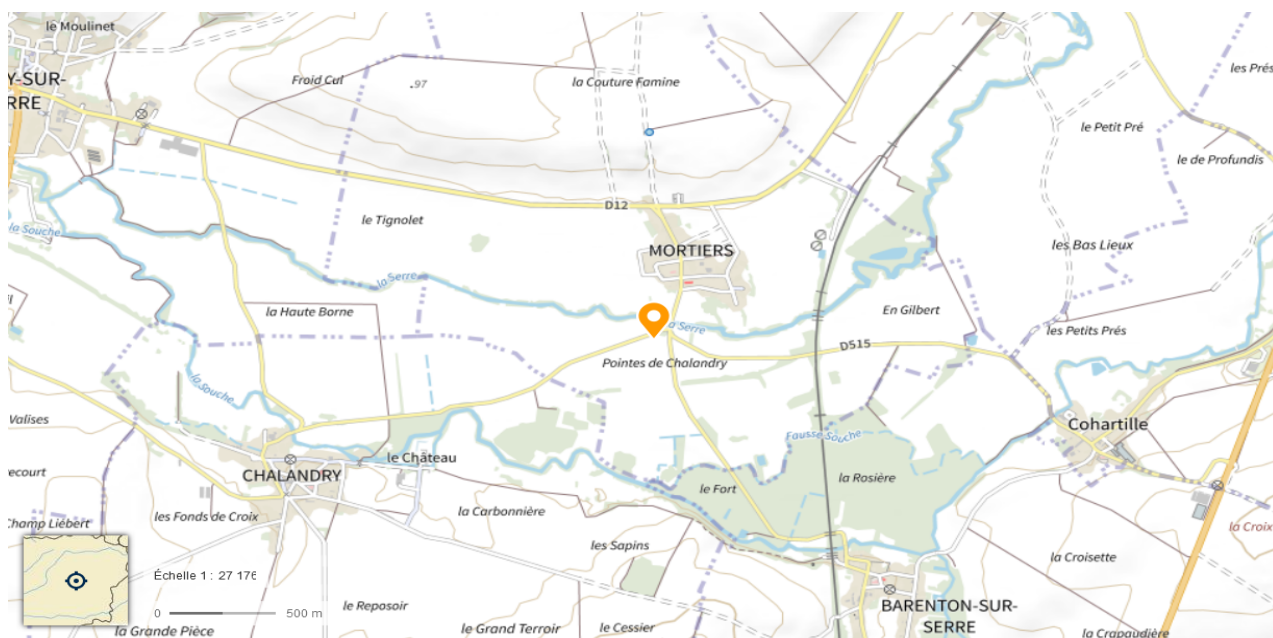 le Moulinet
Y-SUR-
RRE
Froid Cul
.97
la Couture Famine
les Prés
le Petit Pré
le de Profundis
D12
le Tignolet
la Souche
MORTIERS
les Bas Lieux
la Serre
la Haute Borne
En Gilbert
a Serre
les Petits Prés
D515
Pointes de Chalandry
la Souche
Valises
Cohartille
Fausse Souche
le Château
recourt
CHALANDRY
la Rosière
le Fort
la Carbonnière
les Fonds de Croix
Champ Liébert
la Croix
les Sapins
la Croisette
Échelle 1 : 27 176
0
500 m
le Reposoir
BARENTON-SUR-
SERRE
la Grande Pièce
le Grand Terroir
le Cessier
la Crapaudière